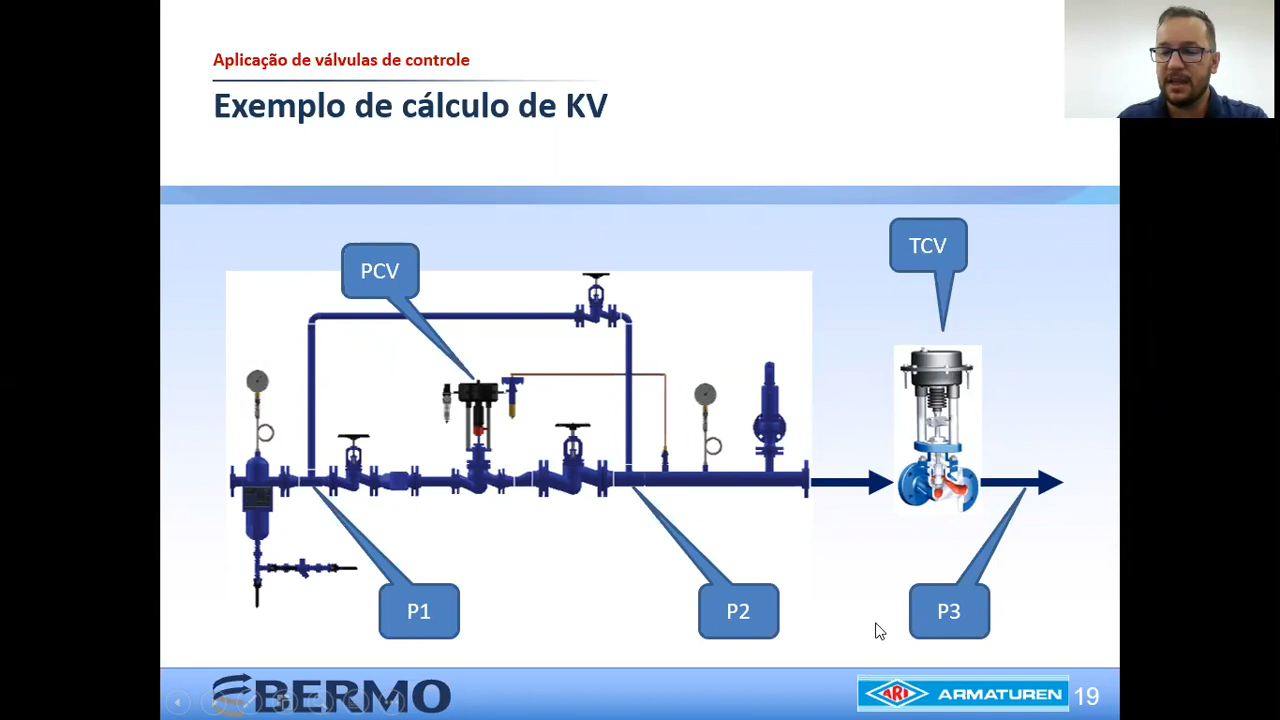 Aplicação de válvulas de controle
Exemplo de cálculo de KV
PCV
TCV
P1
P2
P3
BERMO
ARI ARMATUREN
19